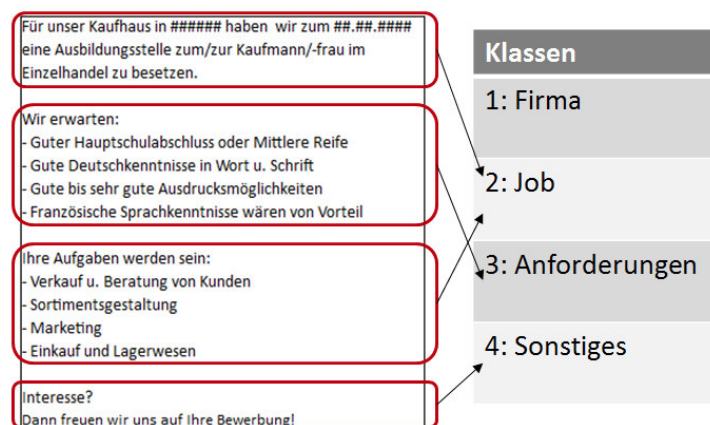 Für unser Kaufhaus in ###### haben wir zum ##.##.####
eine Ausbildungsstelle zum/zur Kaufmann/-frau im
Einzelhandel zu besetzen.
Wir erwarten:
- Guter Hauptschulabschluss oder Mittlere Reife
- Gute Deutschkenntnisse in Wort u. Schrift
- Gute bis sehr gute Ausdrucksmöglichkeiten
- Französische Sprachkenntnisse wären von Vorteil
Ihre Aufgaben werden sein:
- Verkauf u. Beratung von Kunden
- Sortimentsgestaltung
- Marketing
- Einkauf und Lagerwesen
Interesse?
Dann freuen wir uns auf Ihre Bewerbung!
Klassen
1: Firma
2: Job
3: Anforderungen
4: Sonstiges